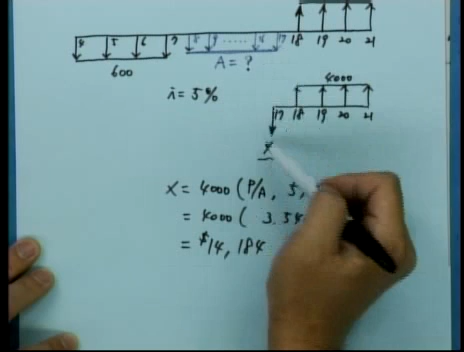 4 5 6 7 8 9 ..... 16 17 18 19 20 21
600
A = ?
i = 5%
4000
17 18 19 20 21
X
X = 4000 (P/A, 5,
= 4000 ( 3.54
= $14,184